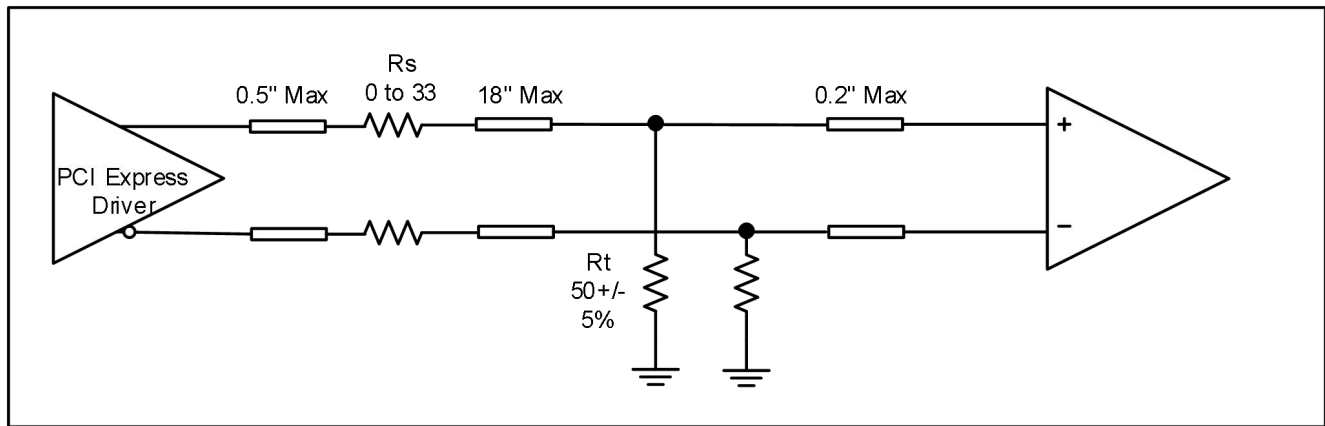 Rs
0 to 33
0.5" Max
18" Max
0.2" Max
PCI Express
Driver
+
−
Rt
50+/-
5%